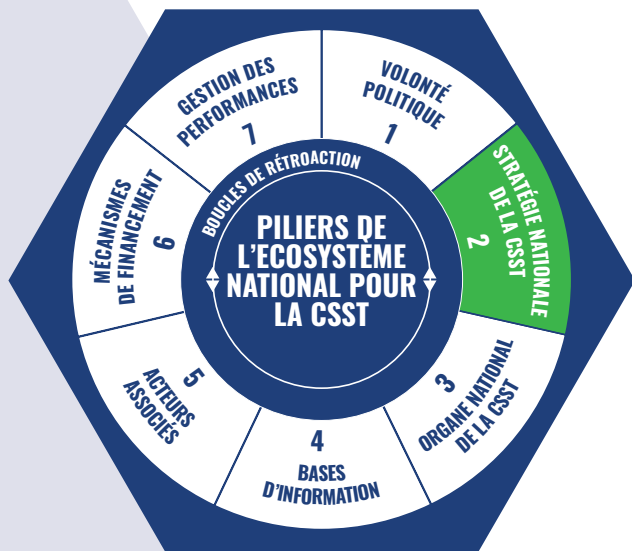 PILIERS DE
L'ECOSYSTÈME
NATIONAL POUR
LA CSST
BOUCLES DE RÉTROACTION
VOLONTÉ
POLITIQUE
1
STRATÉGIE NATIONALE
DE LA CSST
2
3
ORGANE NATIONAL
DE LA CSST
4
BASES
D'INFORMATION
5
ACTEURS
ASSOCIÉS
MÉCANISMES
DE FINANCEMENT
6
GESTION DES
PERFORMANCES
7